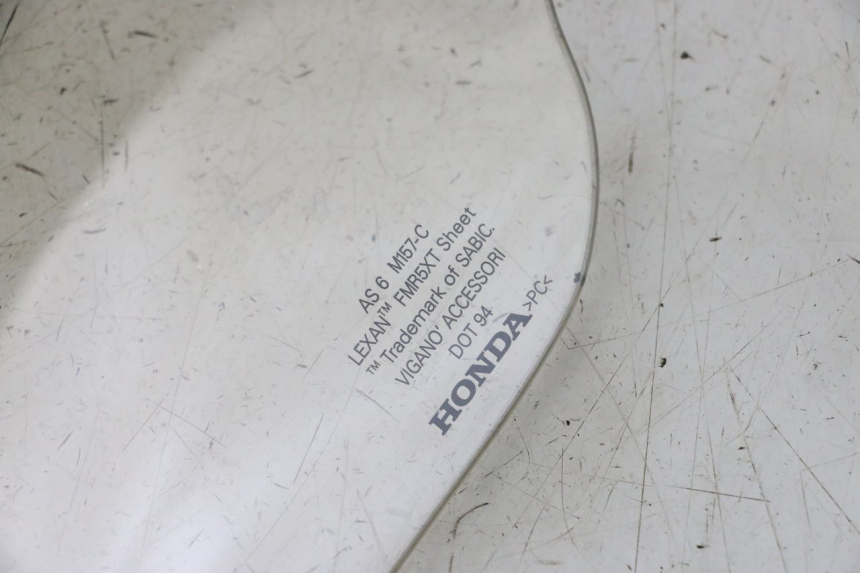 AS 6 M157-C
LEXAN™ FMR5XT Sheet
™ Trademark of SABIC.
VIGANO' ACCESSORI
DOT 94
HONDA >PC<